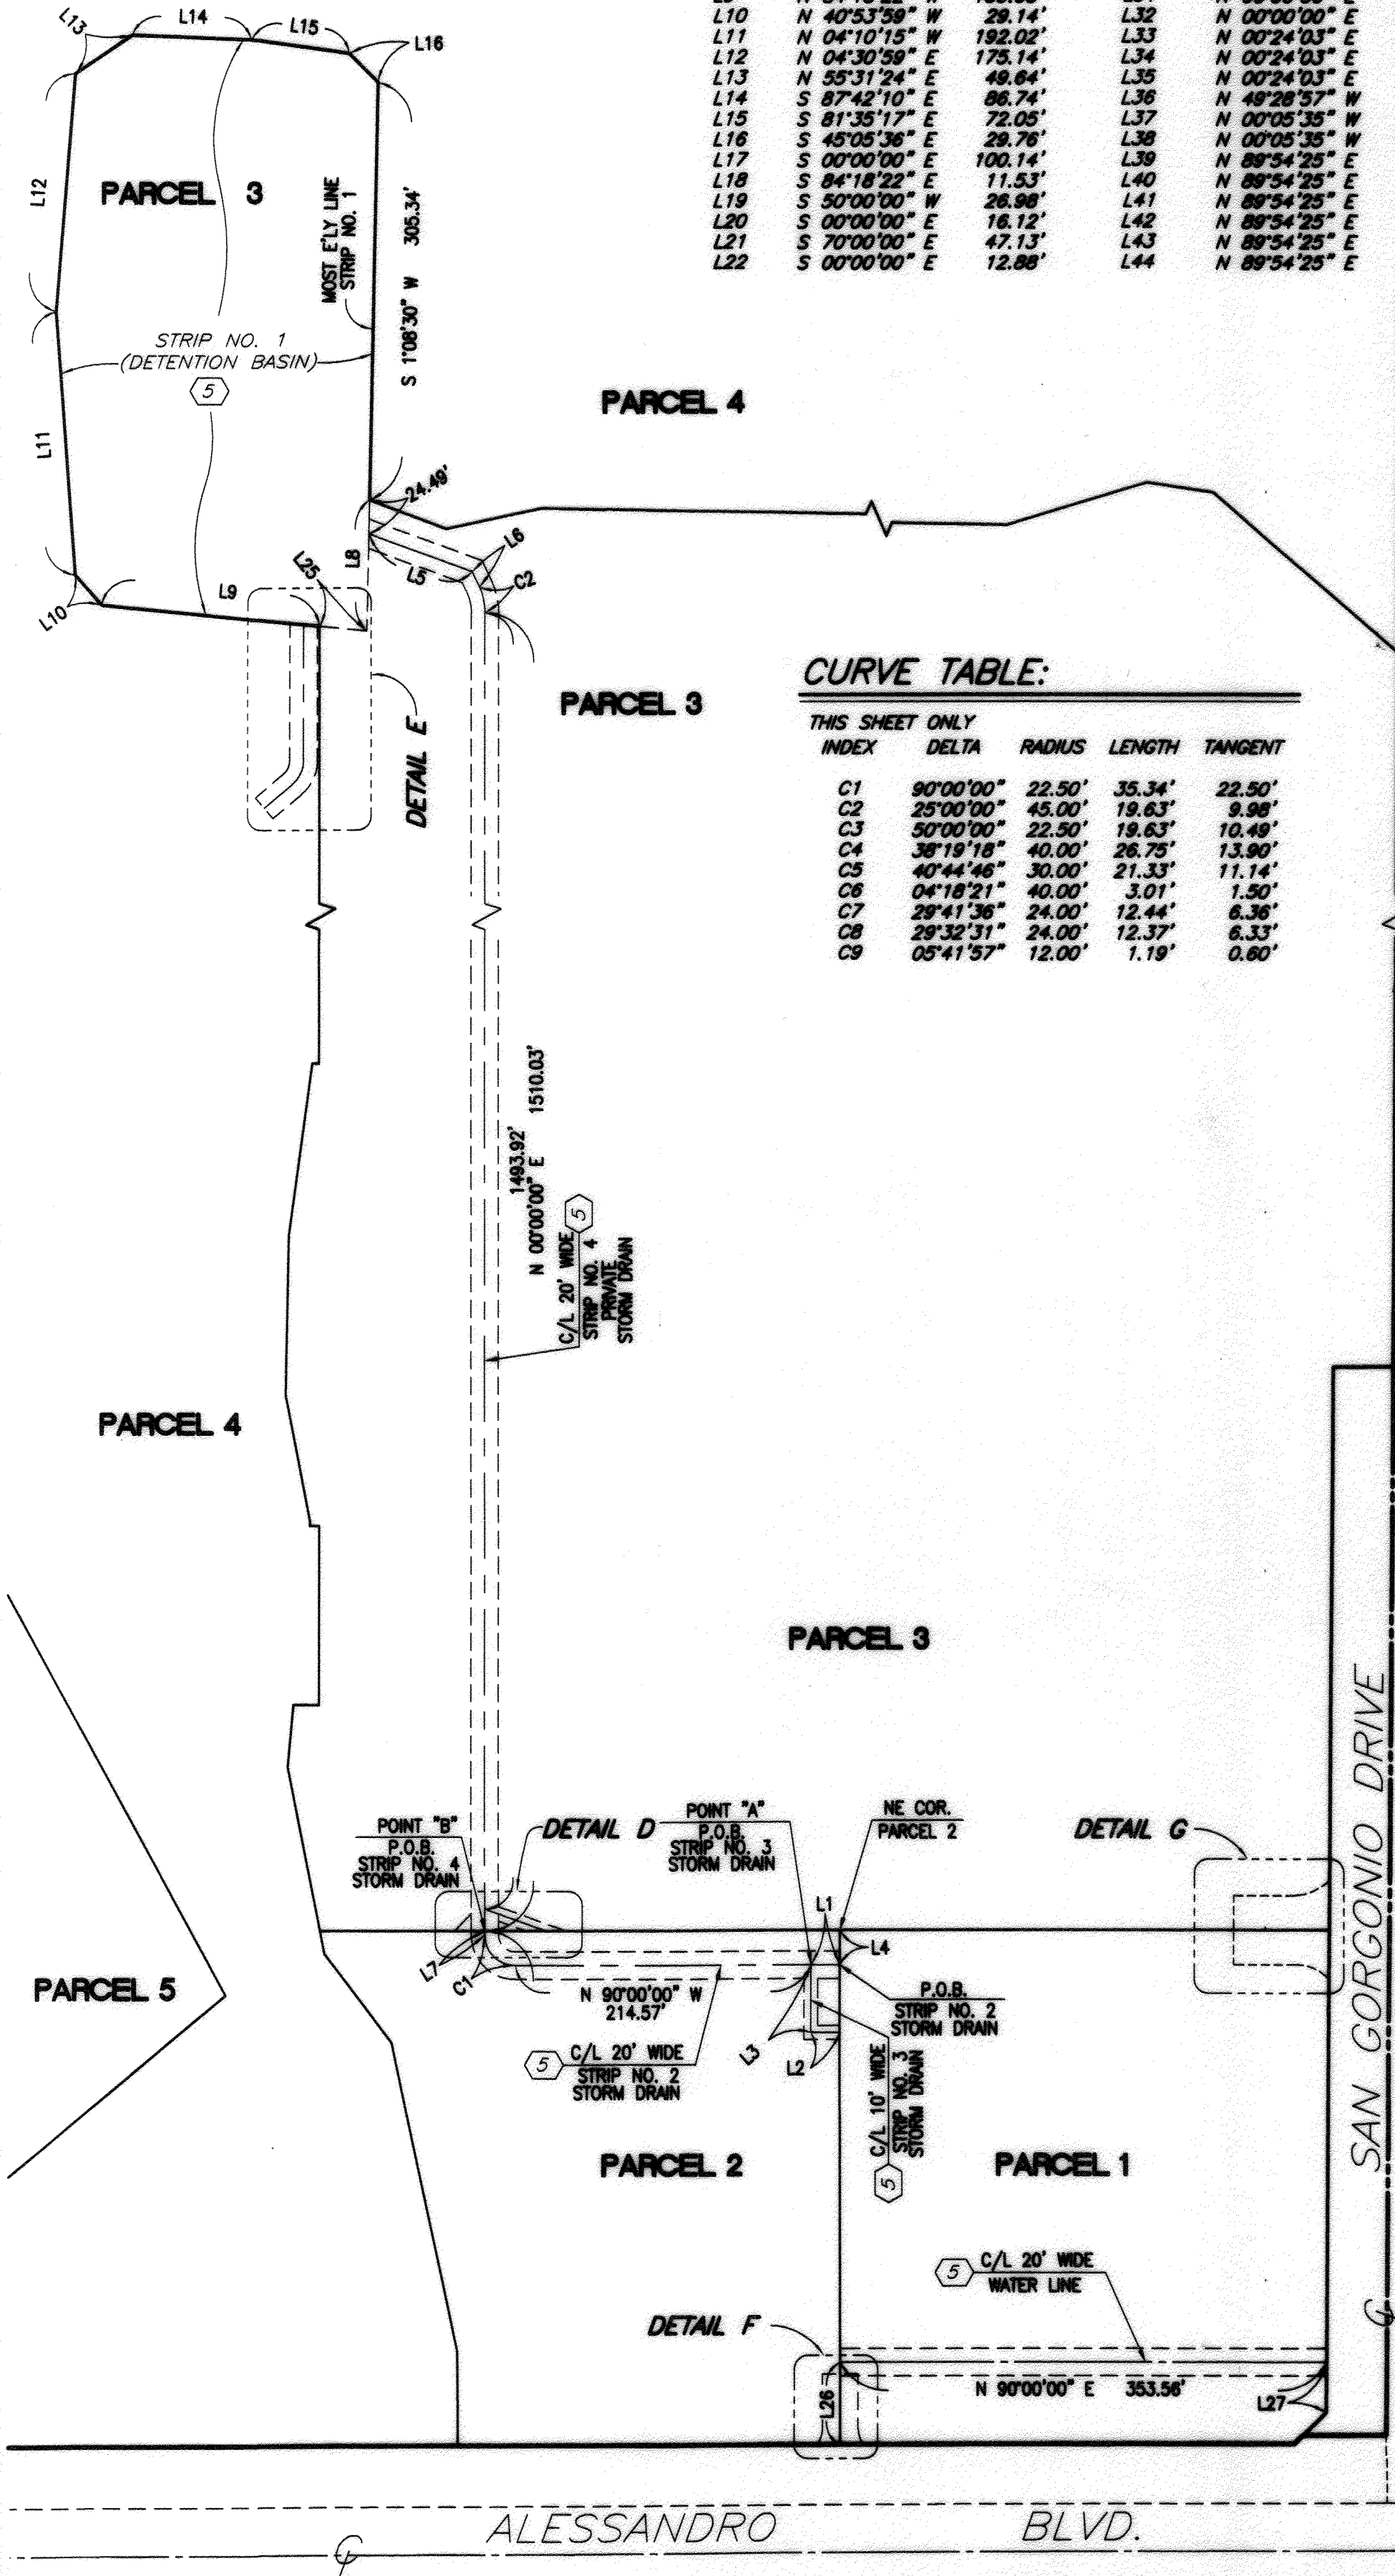 L10 N 40°53'59" W 29.14' L32 N 00°00'00" E
L11 N 04°10'15" W 192.02' L33 N 00°24'03" E
L12 N 04°30'59" E 175.14' L34 N 00°24'03" E
L13 N 55°31'24" E 49.64' L35 N 00°24'03" E
L14 S 87°42'10" E 86.74' L36 N 49°28'57" W
L15 S 81°35'17" E 72.05' L37 N 00°05'35" W
L16 S 45°05'36" E 29.76' L38 N 00°05'35" W
L17 S 00°00'00" E 100.14' L39 N 89°54'25" E
L18 S 84°18'22" E 11.53' L40 N 89°54'25" E
L19 S 50°00'00" W 26.98' L41 N 89°54'25" E
L20 S 00°00'00" E 16.12' L42 N 89°54'25" E
L21 S 70°00'00" E 47.13' L43 N 89°54'25" E
L22 S 00°00'00" E 12.88' L44 N 89°54'25" E
L13
L14
L15
L16
L12
PARCEL 3
MOST E'LY LINE
STRIP NO. 1
S 1°08'30" W 305.34'
STRIP NO. 1
(DETENTION BASIN)
5
L11
PARCEL 4
24.49'
L6
L8
L5
C2
L25
L9
L10
DETAIL E
PARCEL 3
CURVE TABLE:
THIS SHEET ONLY
INDEX DELTA RADIUS LENGTH TANGENT
C1 90°00'00" 22.50' 35.34' 22.50'
C2 25°00'00" 45.00' 19.63' 9.98'
C3 50°00'00" 22.50' 19.63' 10.49'
C4 38°19'18" 40.00' 26.75' 13.90'
C5 40°44'46" 30.00' 21.33' 11.14'
C6 04°18'21" 40.00' 3.01' 1.50'
C7 29°41'36" 24.00' 12.44' 6.36'
C8 29°32'31" 24.00' 12.37' 6.33'
C9 05°41'57" 12.00' 1.19' 0.60'
1493.92'
N 00°00'00" E 1510.03'
C/L 20' WIDE
STRIP NO. 4
PRIVATE
STORM DRAIN
5
PARCEL 4
PARCEL 3
POINT "B"
P.O.B.
STRIP NO. 4
STORM DRAIN
DETAIL D
POINT "A"
P.O.B.
STRIP NO. 3
STORM DRAIN
NE COR.
PARCEL 2
DETAIL G
L1
L4
L7
C1
PARCEL 5
N 90°00'00" W
214.57'
P.O.B.
STRIP NO. 2
STORM DRAIN
L3
L2
5
C/L 20' WIDE
STRIP NO. 2
STORM DRAIN
C/L 10' WIDE
STRIP NO. 3
STORM DRAIN
5
PARCEL 2
PARCEL 1
SAN GORGONIO DRIVE
5
C/L 20' WIDE
WATER LINE
DETAIL F
L26
N 90°00'00" E 353.56'
L27
ALESSANDRO BLVD.